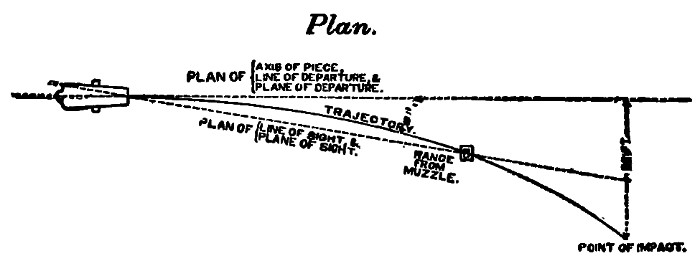 Plan.
PLAN OF { AXIS OF PIECE,
LINE OF DEPARTURE, &
PLANE OF DEPARTURE.
TRAJECTORY.
PLAN OF { LINE OF SIGHT, &
PLANE OF SIGHT.
RANGE
FROM
MUZZLE.
POINT OF IMPACT.